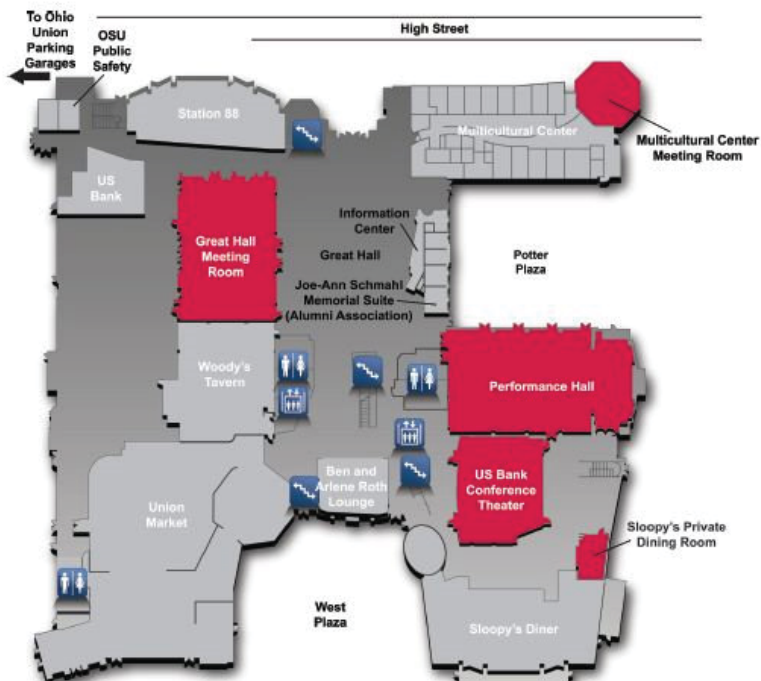 To Ohio
Union
Parking
Garages
OSU
Public
Safety
High Street
Station 88
Multicultural Center
Multicultural Center
Meeting Room
US
Bank
Information
Center
Great Hall
Meeting
Room
Great Hall
Potter
Plaza
Joe-Ann Schmahl
Memorial Suite
(Alumni Association)
Woody's
Tavern
Performance Hall
Ben and
Arlene Roth
Lounge
US Bank
Conference
Theater
Union
Market
Sloopy's Private
Dining Room
West
Plaza
Sloopy's Diner